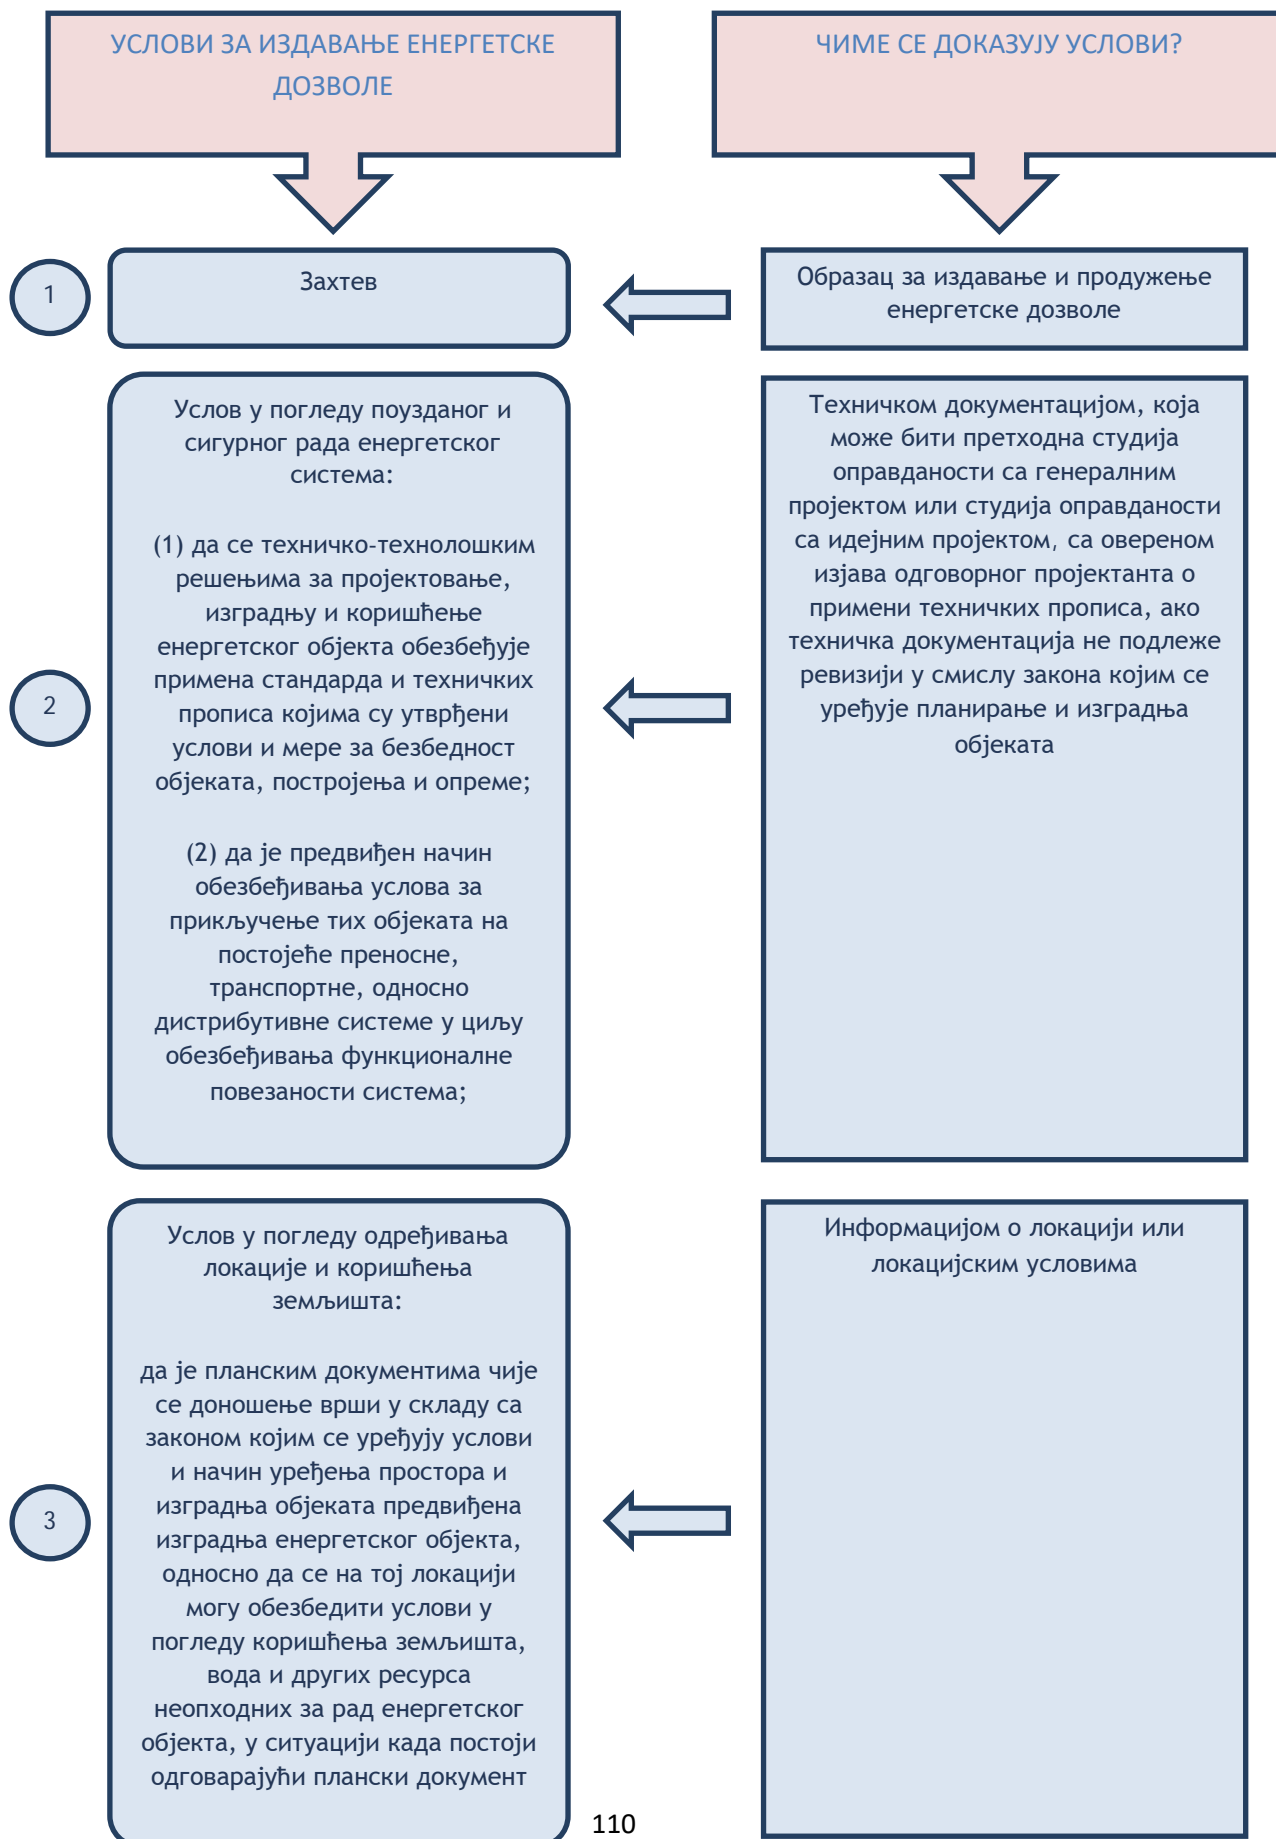 УСЛОВИ ЗА ИЗДАВАЊЕ ЕНЕРГЕТСКЕ
ДОЗВОЛЕ
ЧИМЕ СЕ ДОКАЗУЈУ УСЛОВИ?
1
Захтев
Образац за издавање и продужење
енергетске дозволе
2
Услов у погледу поузданог и
сигурног рада енергетског
система:
(1) да се техничко-технолошким
решењима за пројектовање,
изградњу и коришћење
енергетског објекта обезбеђује
примена стандарда и техничких
прописа којима су утврђени
услови и мере за безбедност
објеката, постројења и опреме;
(2) да је предвиђен начин
обезбеђивања услова за
прикључење тих објеката на
постојеће преносне,
транспортне, односно
дистрибутивне системе у циљу
обезбеђивања функционалне
повезаности система;
Техничком документацијом, која
може бити претходна студија
оправданости са генералним
пројектом или студија оправданости
са идејним пројектом, са овереном
изјава одговорног пројектанта о
примени техничких прописа, ако
техничка документација не подлеже
ревизији у смислу закона којим се
уређује планирање и изградња
објеката
3
Услов у погледу одређивања
локације и коришћења
земљишта:
да је планским документима чије
се доношење врши у складу са
законом којим се уређују услови
и начин уређења простора и
изградња објеката предвиђена
изградња енергетског објекта,
односно да се на тој локацији
могу обезбедити услови у
погледу коришћења земљишта,
вода и других ресурса
неопходних за рад енергетског
објекта, у ситуацији када постоји
одговарајући плански документ
Информацијом о локацији или
локацијским условима
110